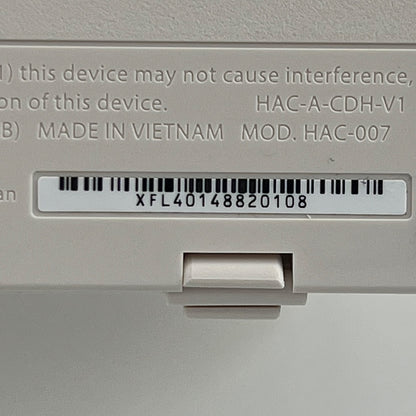 1) this device may not cause interference,
on of this device. HAC-A-CDH-V1
B) MADE IN VIETNAM MOD. HAC-007
an
XFL40148820108